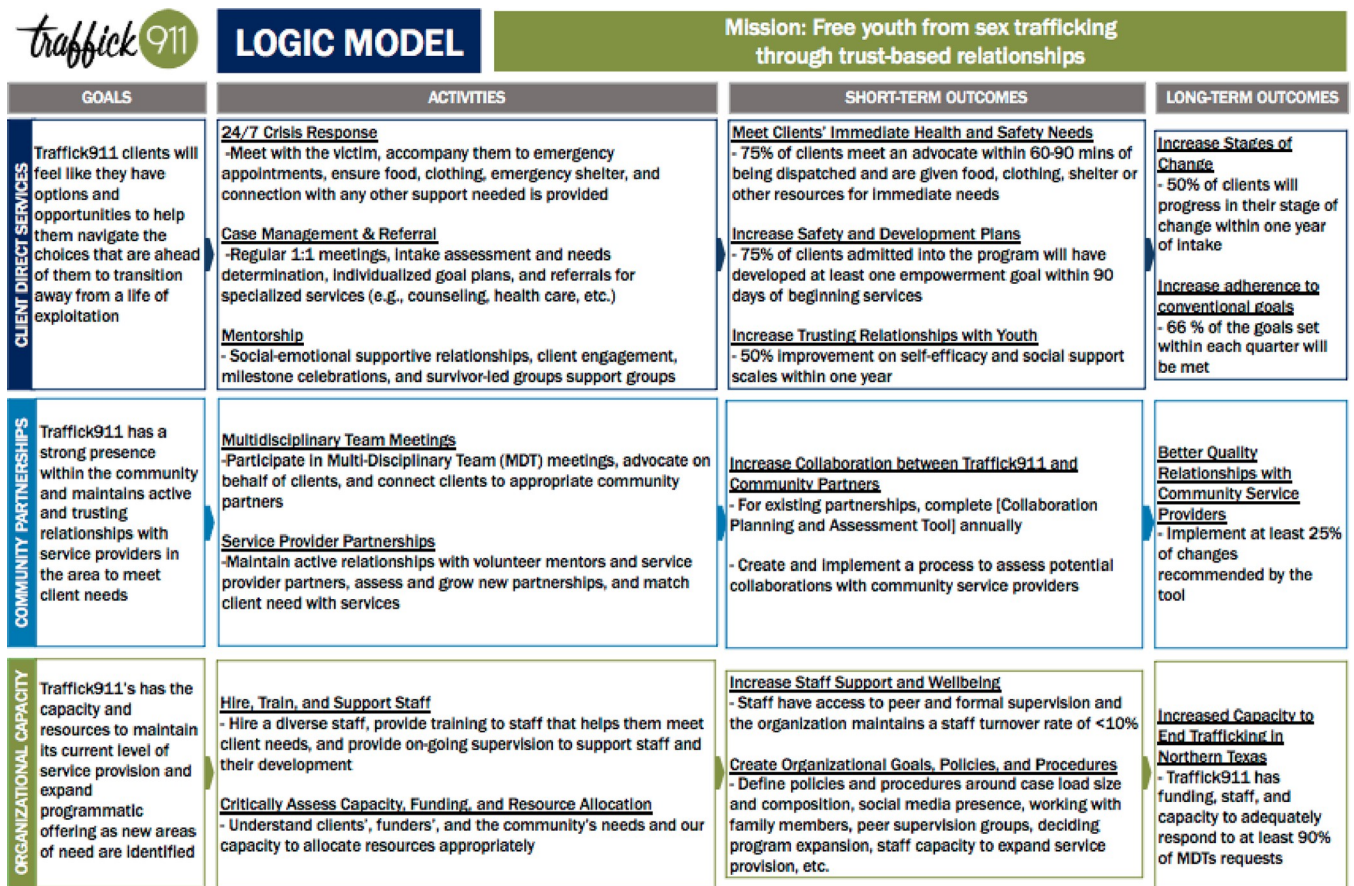 traffick 911
LOGIC MODEL
Mission: Free youth from sex trafficking
through trust-based relationships
GOALS
ACTIVITIES
SHORT-TERM OUTCOMES
LONG-TERM OUTCOMES
CLIENT DIRECT SERVICES
Traffick911 clients will
feel like they have
options and
opportunities to help
them navigate the
choices that are ahead
of them to transition
away from a life of
exploitation
24/7 Crisis Response
-Meet with the victim, accompany them to emergency
appointments, ensure food, clothing, emergency shelter, and
connection with any other support needed is provided
Case Management & Referral
-Regular 1:1 meetings, intake assessment and needs
determination, individualized goal plans, and referrals for
specialized services (e.g., counseling, health care, etc.)
Mentorship
- Social-emotional supportive relationships, client engagement,
milestone celebrations, and survivor-led groups support groups
Meet Clients' Immediate Health and Safety Needs
- 75% of clients meet an advocate within 60-90 mins of
being dispatched and are given food, clothing, shelter or
other resources for immediate needs
Increase Safety and Development Plans
- 75% of clients admitted into the program will have
developed at least one empowerment goal within 90
days of beginning services
Increase Trusting Relationships with Youth
- 50% improvement on self-efficacy and social support
scales within one year
Increase Stages of
Change
- 50% of clients will
progress in their stage of
change within one year
of intake
Increase adherence to
conventional goals
- 66 % of the goals set
within each quarter will
be met
COMMUNITY PARTNERSHIPS
Traffick911 has a
strong presence
within the community
and maintains active
and trusting
relationships with
service providers in
the area to meet
client needs
Multidisciplinary Team Meetings
-Participate in Multi-Disciplinary Team (MDT) meetings, advocate on
behalf of clients, and connect clients to appropriate community
partners
Service Provider Partnerships
-Maintain active relationships with volunteer mentors and service
provider partners, assess and grow new partnerships, and match
client need with services
Increase Collaboration between Traffick911 and
Community Partners
- For existing partnerships, complete [Collaboration
Planning and Assessment Tool] annually
- Create and implement a process to assess potential
collaborations with community service providers
Better Quality
Relationships with
Community Service
Providers
- Implement at least 25%
of changes
recommended by the
tool
ORGANIZATIONAL CAPACITY
Traffick911's has the
capacity and
resources to maintain
its current level of
service provision and
expand
programmatic
offering as new areas
of need are identified
Hire, Train, and Support Staff
- Hire a diverse staff, provide training to staff that helps them meet
client needs, and provide on-going supervision to support staff and
their development
Critically Assess Capacity, Funding, and Resource Allocation
- Understand clients', funders', and the community's needs and our
capacity to allocate resources appropriately
Increase Staff Support and Wellbeing
- Staff have access to peer and formal supervision and
the organization maintains a staff turnover rate of <10%
Create Organizational Goals, Policies, and Procedures
- Define policies and procedures around case load size
and composition, social media presence, working with
family members, peer supervision groups, deciding
program expansion, staff capacity to expand service
provision, etc.
Increased Capacity to
End Trafficking in
Northern Texas
- Traffick911 has
funding, staff, and
capacity to adequately
respond to at least 90%
of MDTs requests